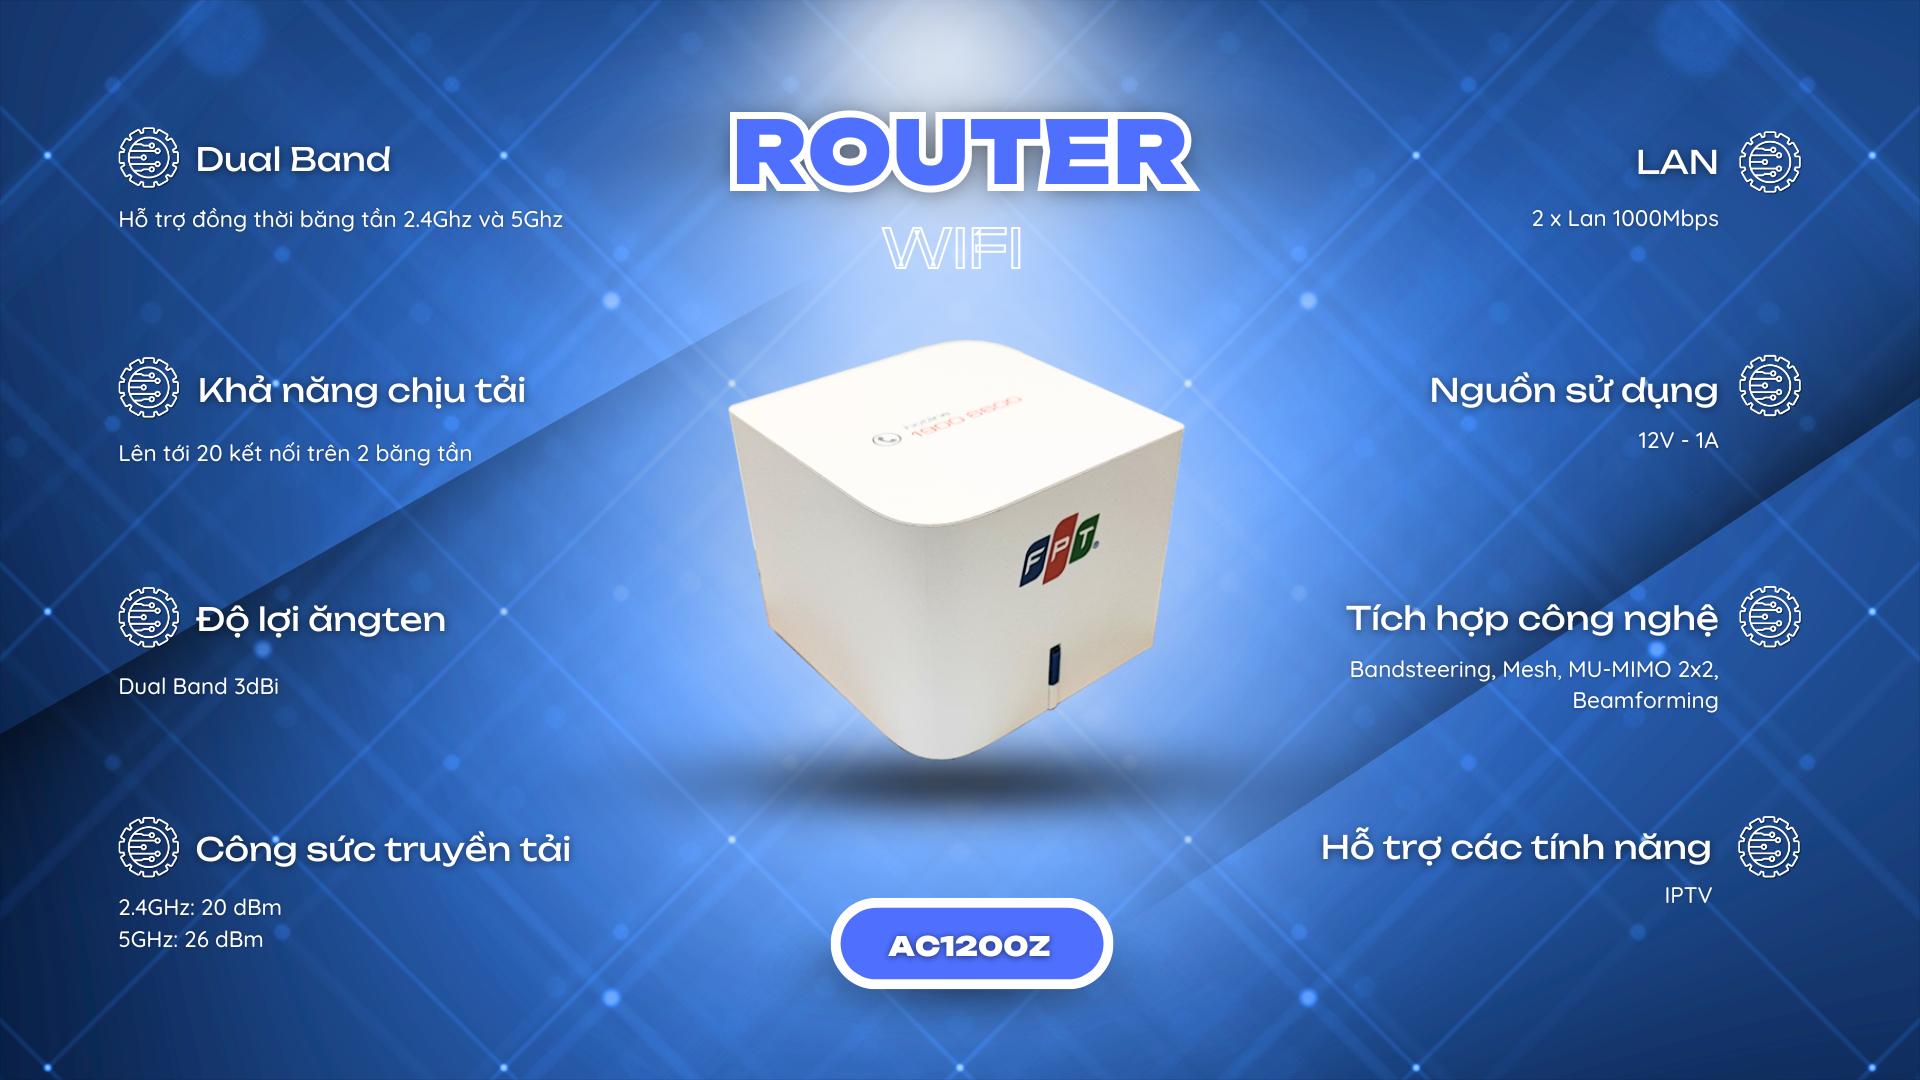 ROUTER
WIFI
Dual Band
Hỗ trợ đồng thời băng tần 2.4Ghz và 5Ghz
Khả năng chịu tải
Lên tới 20 kết nối trên 2 băng tần
Độ lợi ăngten
Dual Band 3dBi
Công sức truyền tải
2.4GHz: 20 dBm
5GHz: 26 dBm
hotline
1900 6600
FPT
AC1200Z
LAN
2 x Lan 1000Mbps
Nguồn sử dụng
12V - 1A
Tích hợp công nghệ
Bandsteering, Mesh, MU-MIMO 2x2,
Beamforming
Hỗ trợ các tính năng
IPTV